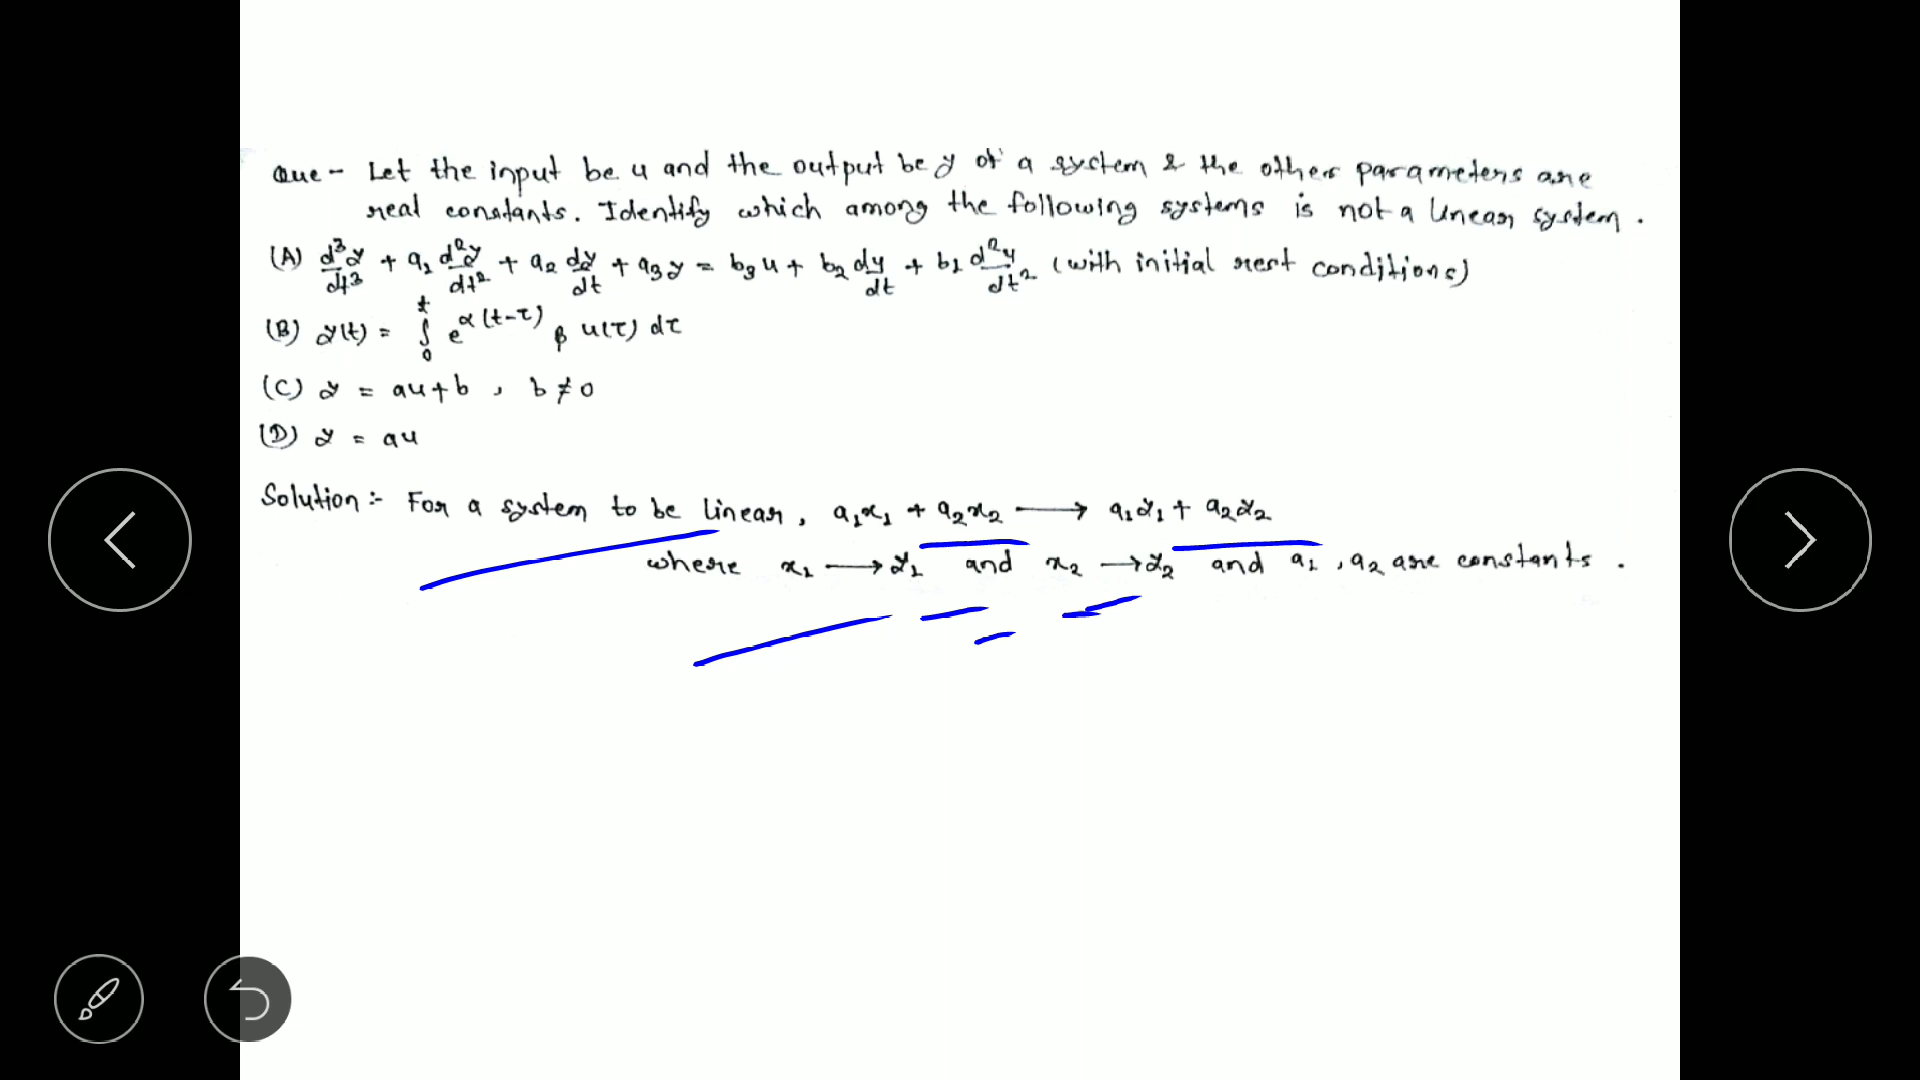 Que - Let the input be u and the output be y of a system & the other parameters are
real constants. Identify which among the following systems is not a linear system.
(A) d³y/dt³ + a₁ d²y/dt² + a₂ dy/dt + a₃y = b₃u + b₂ du/dt + b₁ d²u/dt² (with initial rest conditions)
(B) y(t) = ∫₀ᵗ e^α(t-τ) β u(τ) dτ
(C) y = au + b , b ≠ 0
(D) y = au
Solution :- For a system to be linear, a₁x₁ + a₂x₂ ⟶ a₁y₁ + a₂y₂
where x₁ ⟶ y₁ and x₂ ⟶ y₂ and a₁, a₂ are constants.